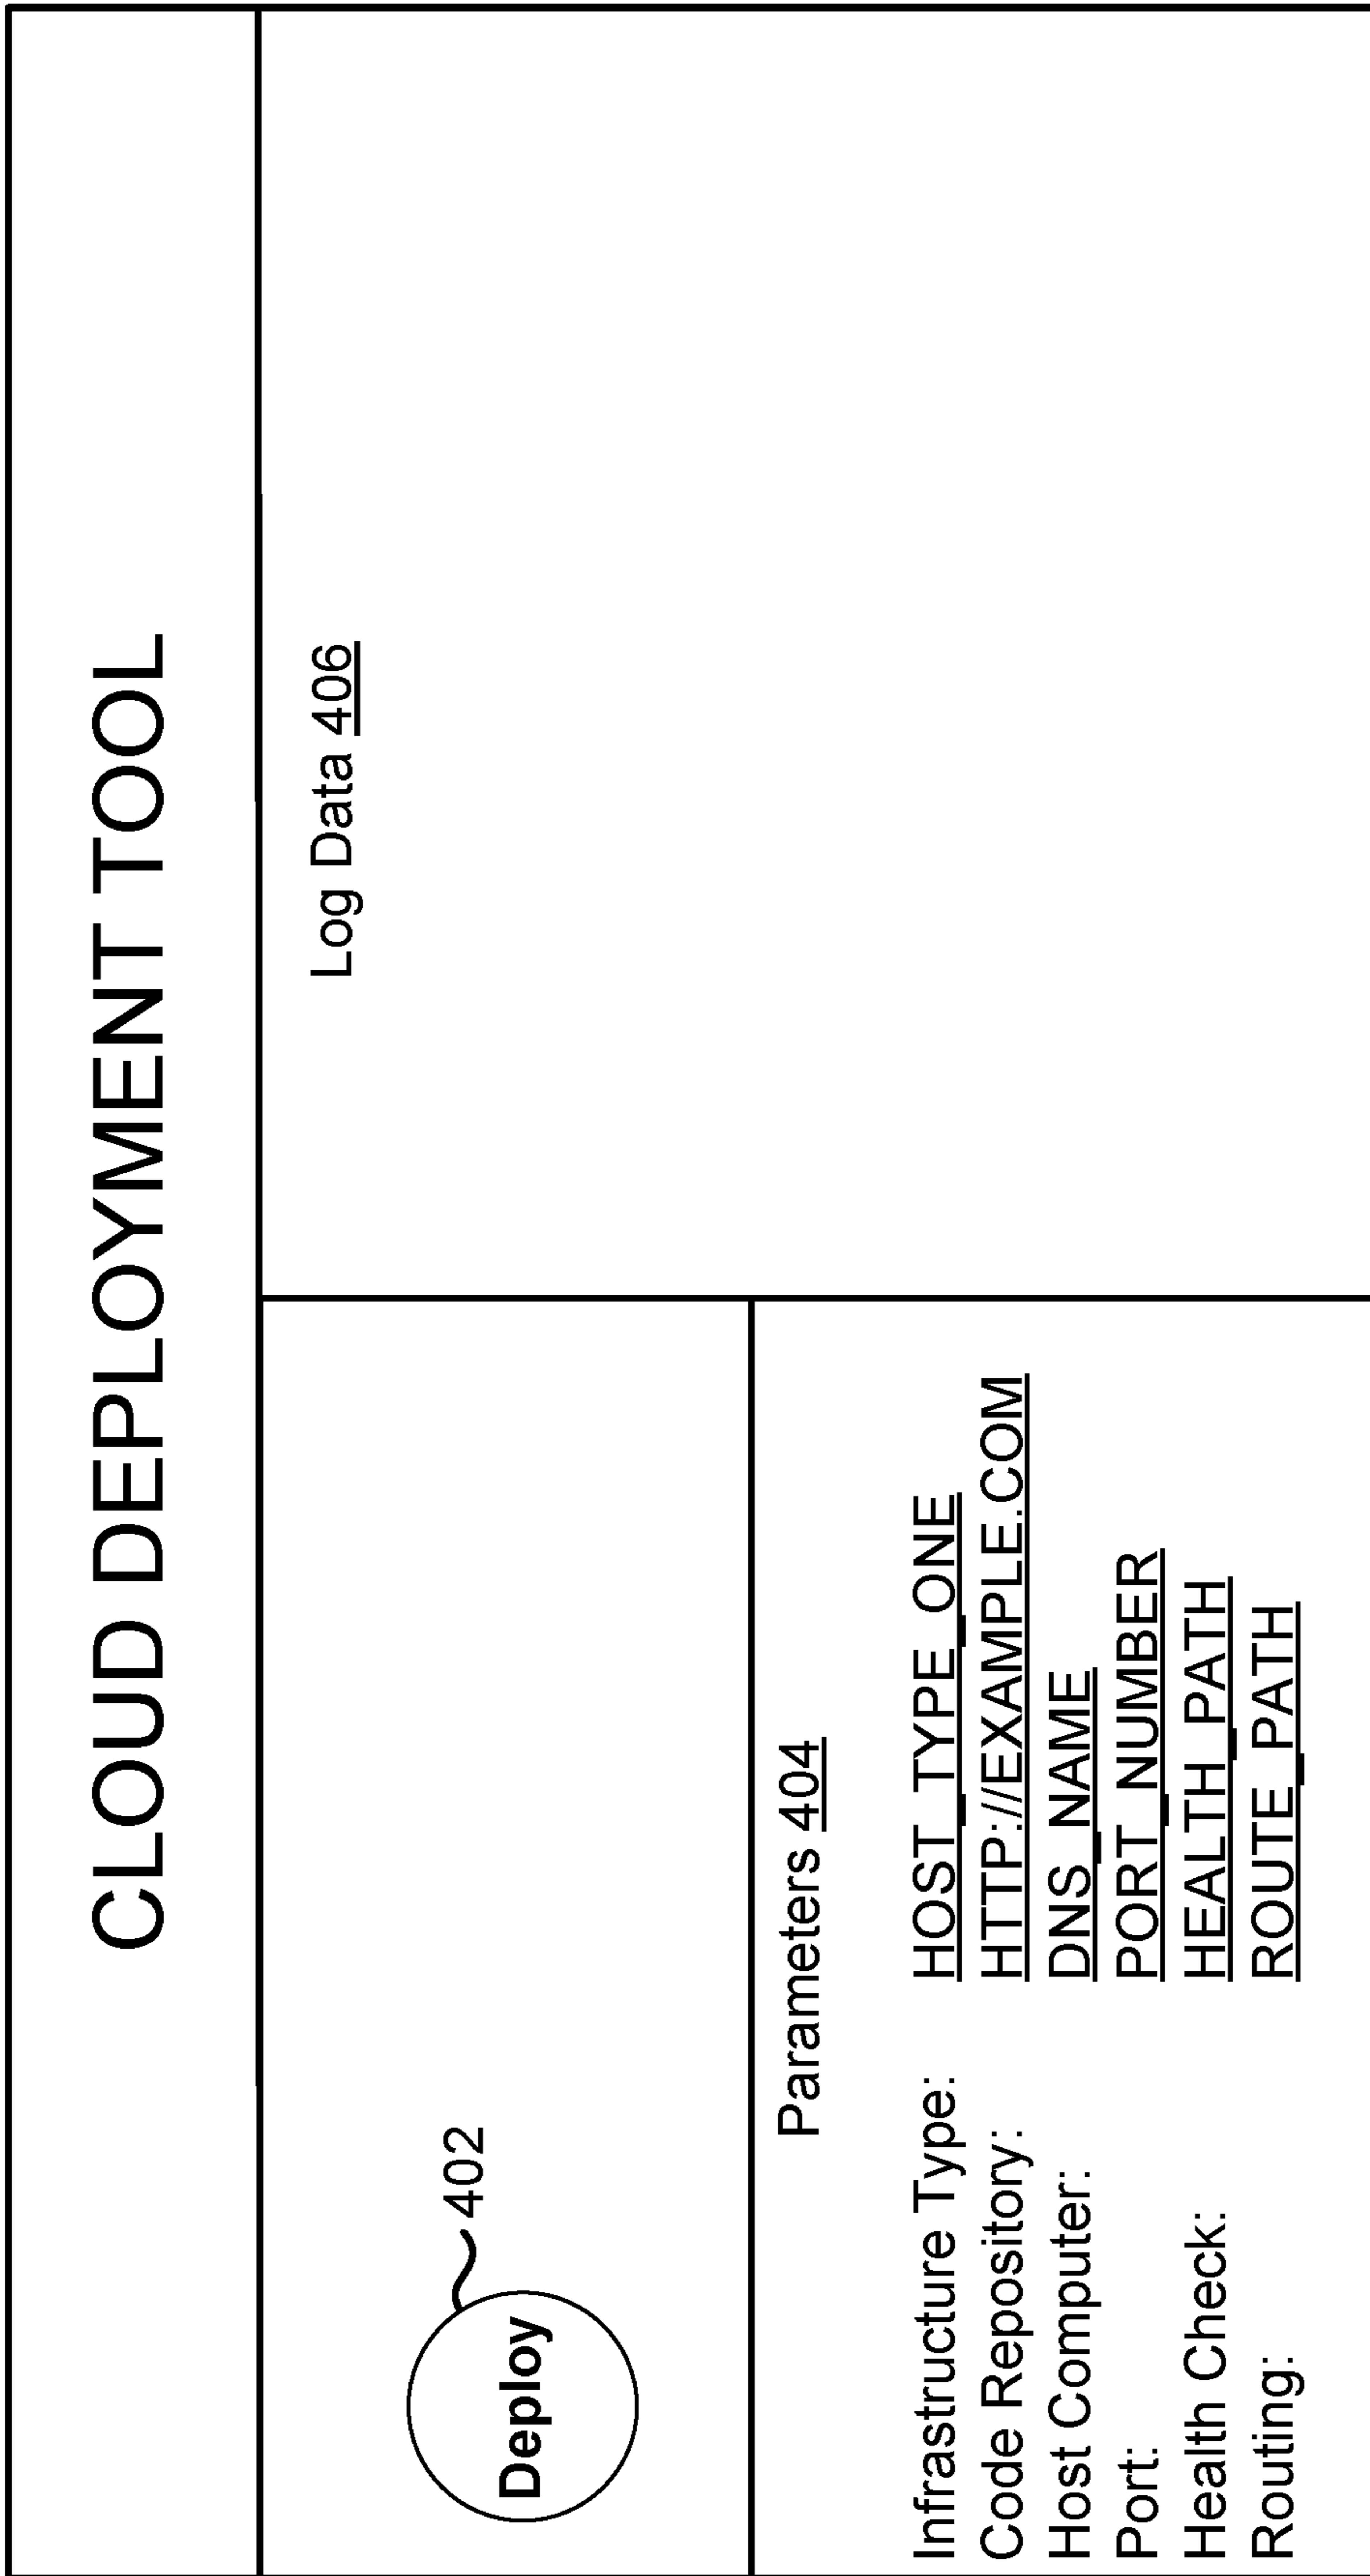 CLOUD DEPLOYMENT TOOL
Deploy
402
Parameters 404
Infrastructure Type: HOST_TYPE_ONE
Code Repository: HTTP://EXAMPLE.COM
Host Computer: DNS_NAME
Port: PORT_NUMBER
Health Check: HEALTH_PATH
Routing: ROUTE_PATH
Log Data 406